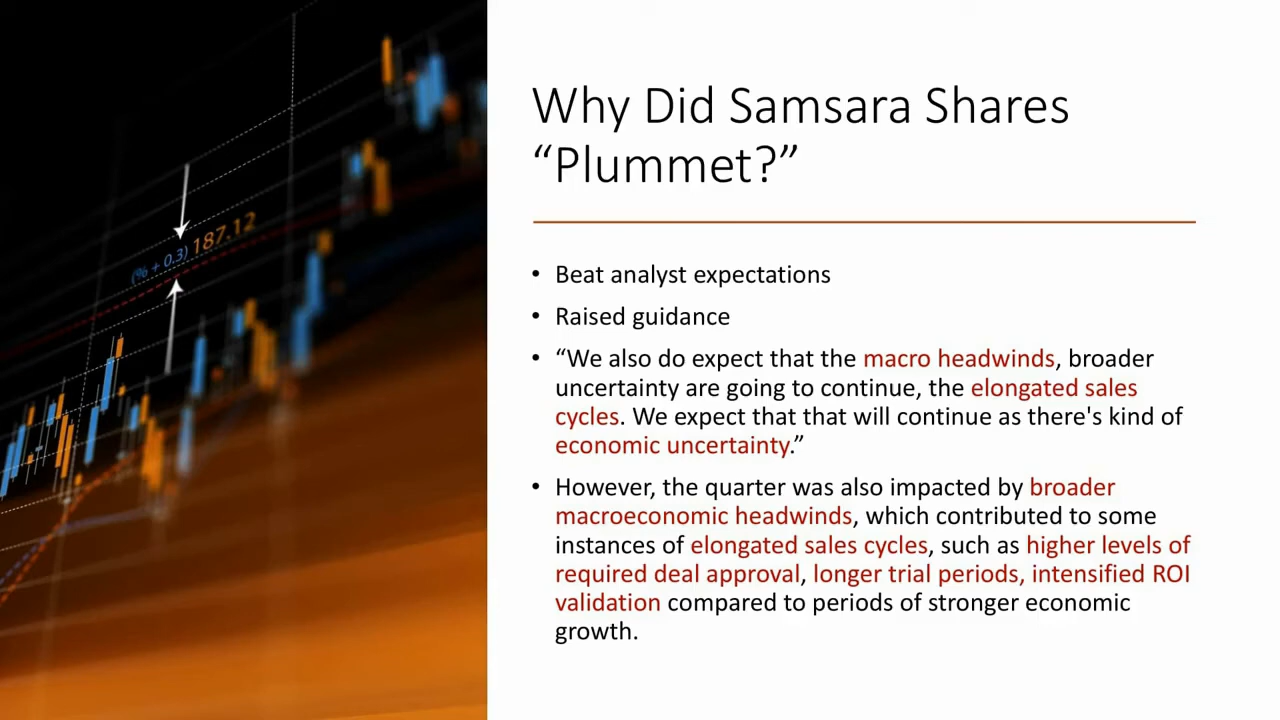 Why Did Samsara Shares
“Plummet?”
(% + 0.3) 187.12
• Beat analyst expectations
• Raised guidance
• “We also do expect that the macro headwinds, broader
uncertainty are going to continue, the elongated sales
cycles. We expect that that will continue as there's kind of
economic uncertainty.”
• However, the quarter was also impacted by broader
macroeconomic headwinds, which contributed to some
instances of elongated sales cycles, such as higher levels of
required deal approval, longer trial periods, intensified ROI
validation compared to periods of stronger economic
growth.